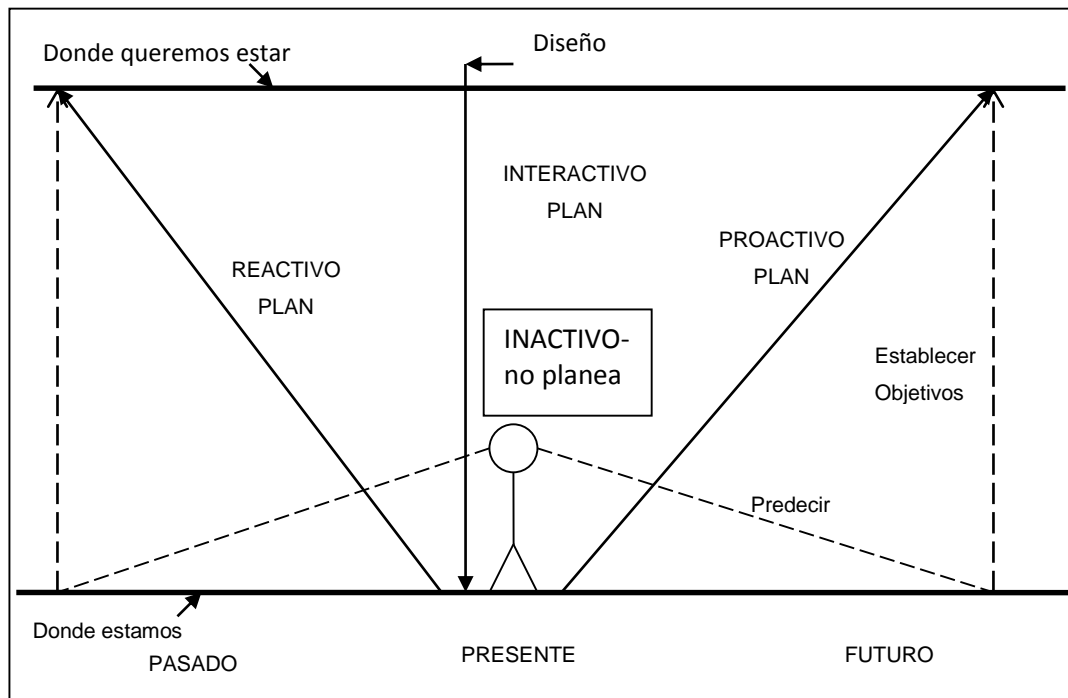 Donde queremos estar
Diseño
INTERACTIVO
PLAN
PROACTIVO
PLAN
REACTIVO
PLAN
INACTIVO-
no planea
Establecer
Objetivos
Predecir
Donde estamos
PASADO
PRESENTE
FUTURO